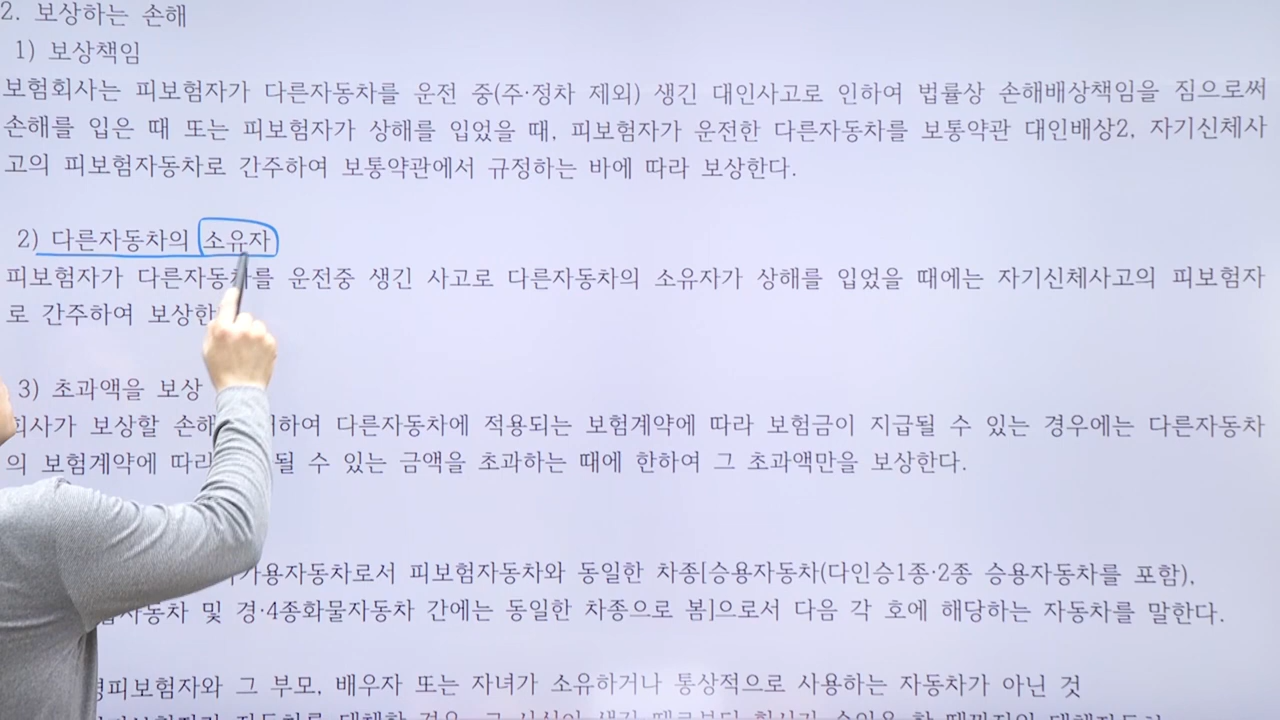 2. 보상하는 손해
1) 보상책임
보험회사는 피보험자가 다른자동차를 운전 중(주·정차 제외) 생긴 대인사고로 인하여 법률상 손해배상책임을 짐으로써
손해를 입은 때 또는 피보험자가 상해를 입었을 때, 피보험자가 운전한 다른자동차를 보통약관 대인배상2, 자기신체사
고의 피보험자동차로 간주하여 보통약관에서 규정하는 바에 따라 보상한다.
2) 다른자동차의 소유자
피보험자가 다른자동차를 운전중 생긴 사고로 다른자동차의 소유자가 상해를 입었을 때에는 자기신체사고의 피보험자
로 간주하여 보상한
3) 초과액을 보상
회사가 보상할 손해 다른자동차에 적용되는 보험계약에 따라 보험금이 지급될 수 있는 경우에는 다른자동차
의 보험계약에 따라 될 수 있는 금액을 초과하는 때에 한하여 그 초과액만을 보상한다.
피보험자동차와 동일한 차종[승용자동차(다인승1종·2종 승용자동차를 포함),
및 경·4종화물자동차 간에는 동일한 차종으로 봄]으로서 다음 각 호에 해당하는 자동차를 말한다.
그 부모, 배우자 또는 자녀가 소유하거나 통상적으로 사용하는 자동차가 아닌 것